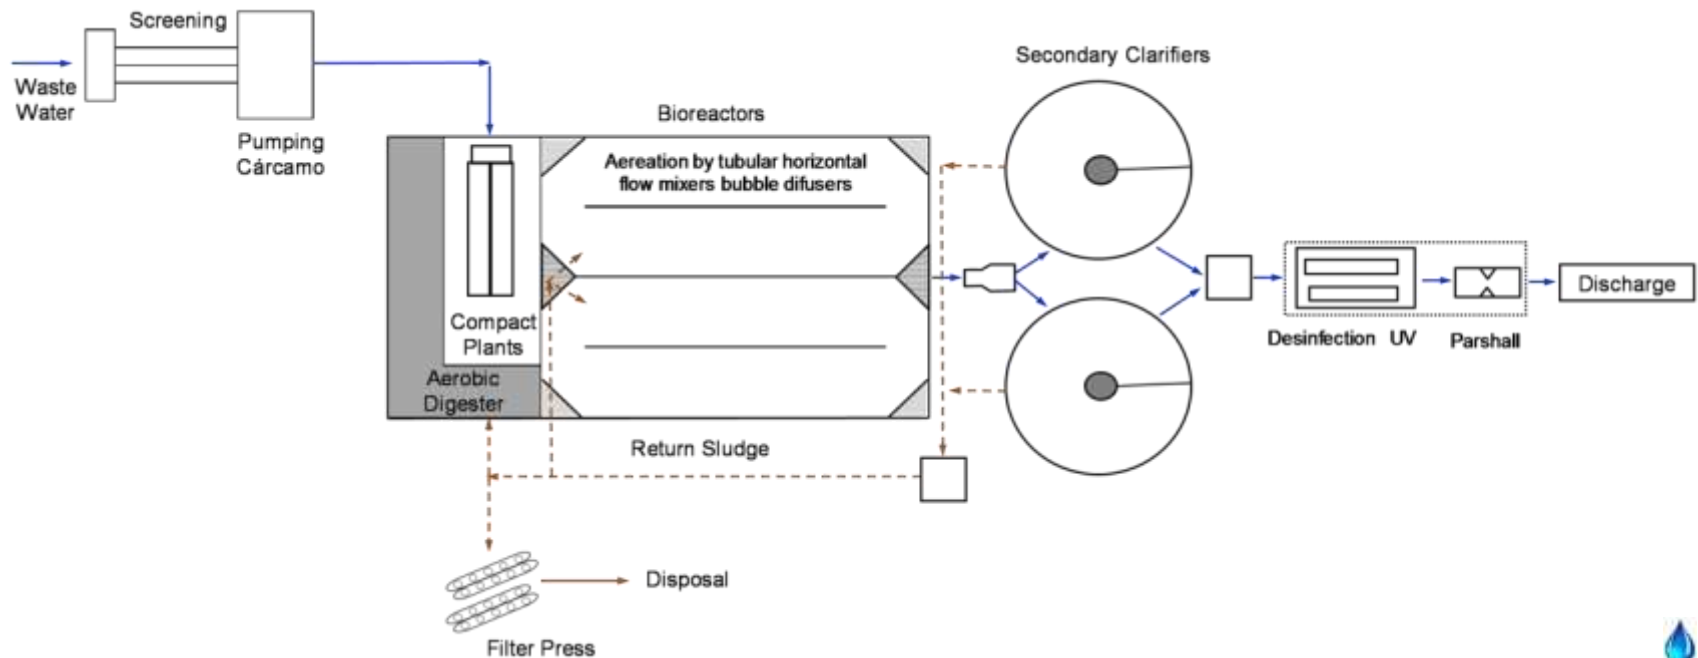 Screening
Waste
Water
Pumping
Cárcamo
Bioreactors
Aereation by tubular horizontal
flow mixers bubble difusers
Compact
Plants
Aerobic
Digester
Return Sludge
Secondary Clarifiers
Desinfection UV
Parshall
Discharge
Disposal
Filter Press